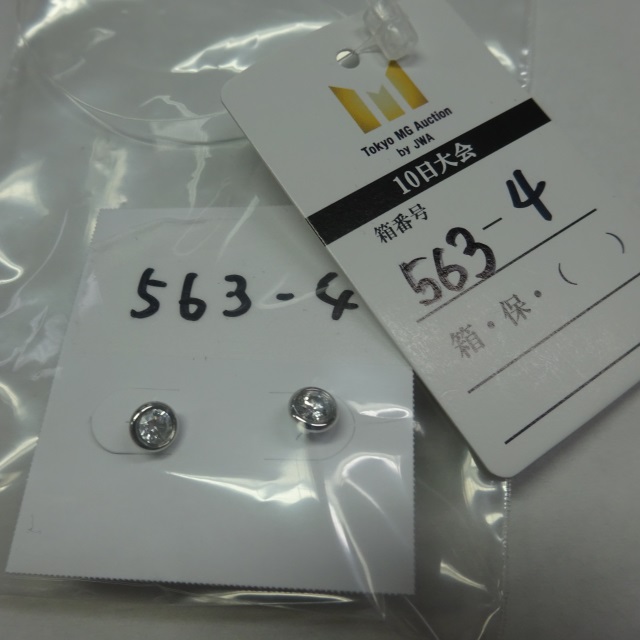 Tokyo MG Auction
by JWA
10日大会
箱番号
563-4
箱・保・（　）
563-4